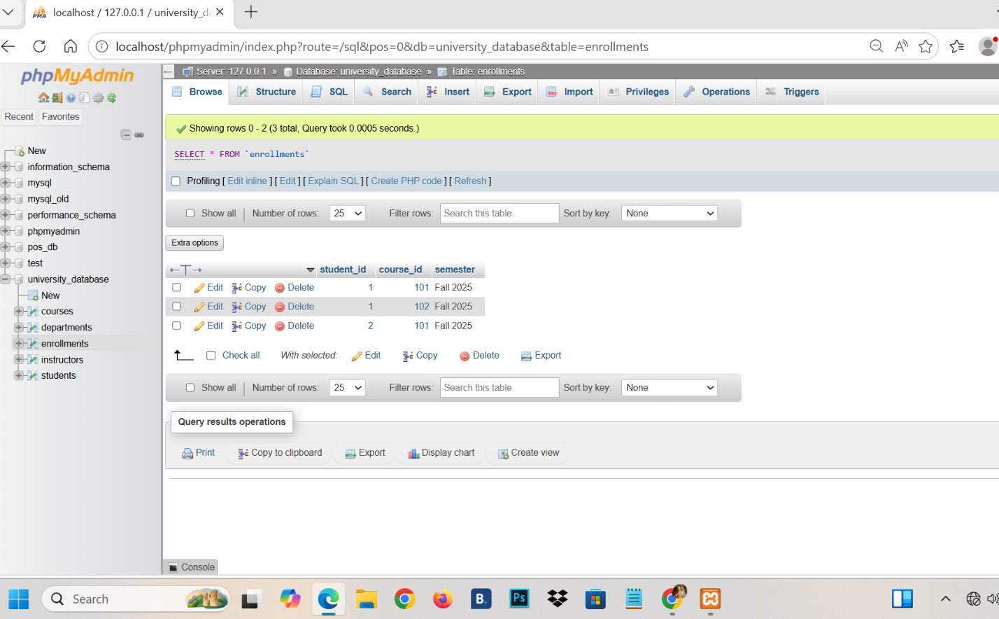 localhost / 127.0.0.1 / university_da
localhost/phpmyadmin/index.php?route=/sql&pos=0&db=university_database&table=enrollments
phpMyAdmin
Recent Favorites
New
information_schema
mysql
mysql_old
performance_schema
phpmyadmin
pos_db
test
university_database
New
courses
departments
enrollments
instructors
students
Server: 127.0.0.1 » Database: university_database » Table: enrollments
Browse Structure SQL Search Insert Export Import Privileges Operations Triggers
Showing rows 0 - 2 (3 total, Query took 0.0005 seconds.)
SELECT * FROM `enrollments`
Profiling [ Edit inline ] [ Edit ] [ Explain SQL ] [ Create PHP code ] [ Refresh ]
Show all | Number of rows: 25 Filter rows: Search this table Sort by key: None
Extra options
←T→ student_id course_id semester
Edit Copy Delete 1 101 Fall 2025
Edit Copy Delete 1 102 Fall 2025
Edit Copy Delete 2 101 Fall 2025
Check all With selected: Edit Copy Delete Export
Show all | Number of rows: 25 Filter rows: Search this table Sort by key: None
Query results operations
Print Copy to clipboard Export Display chart Create view
Console
Search B. Ps